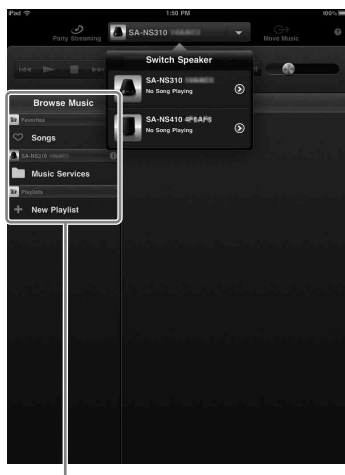 iPad 1:50 PM 100%
Party Streaming SA-NS310 Move Music
Switch Speaker
SA-NS310
No Song Playing
SA-NS410 4F6AF6
No Song Playing
Browse Music
Favorites
Songs
SA-NS310
Music Services
Playlists
New Playlist